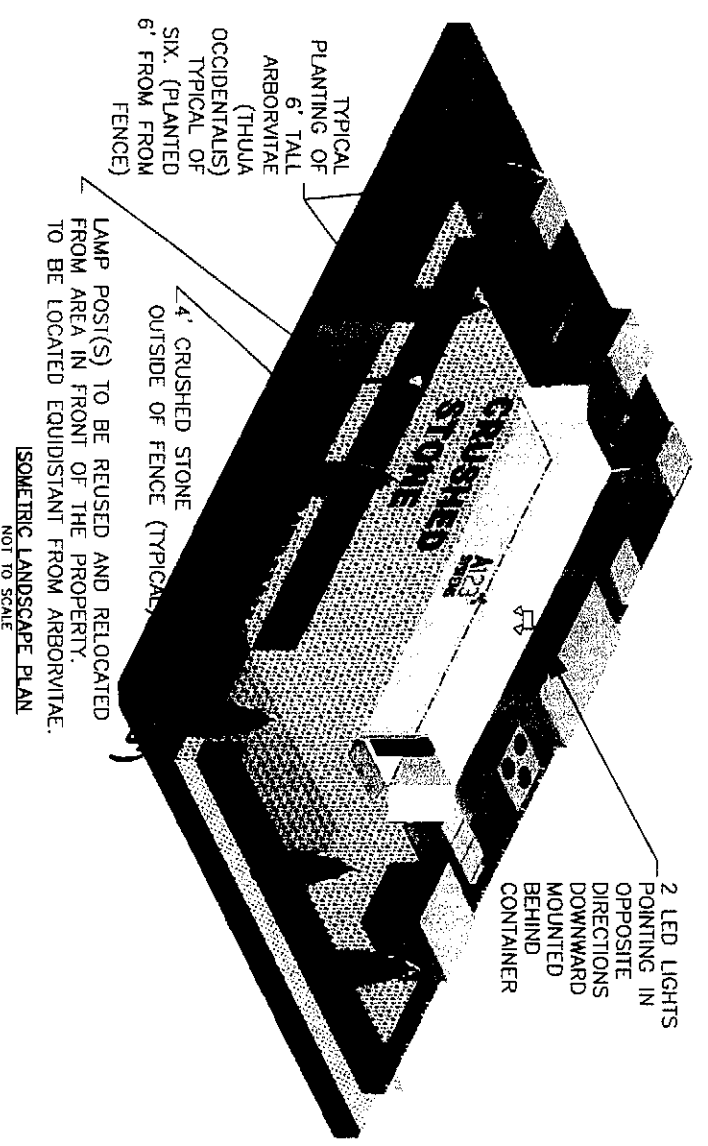 2 LED LIGHTS
POINTING IN
OPPOSITE
DIRECTIONS
DOWNWARD
MOUNTED
BEHIND
CONTAINER
CRUSHED
STONE
A123
SYSTEMS
TYPICAL
PLANTING OF
6' TALL
ARBORVITAE
(THUJA
OCCIDENTALIS)
TYPICAL OF
SIX. (PLANTED
6' FROM FROM
FENCE)
4' CRUSHED STONE
OUTSIDE OF FENCE (TYPICAL)
LAMP POST(S) TO BE REUSED AND RELOCATED
FROM AREA IN FRONT OF THE PROPERTY.
TO BE LOCATED EQUIDISTANT FROM ARBORVITAE.
ISOMETRIC LANDSCAPE PLAN
NOT TO SCALE